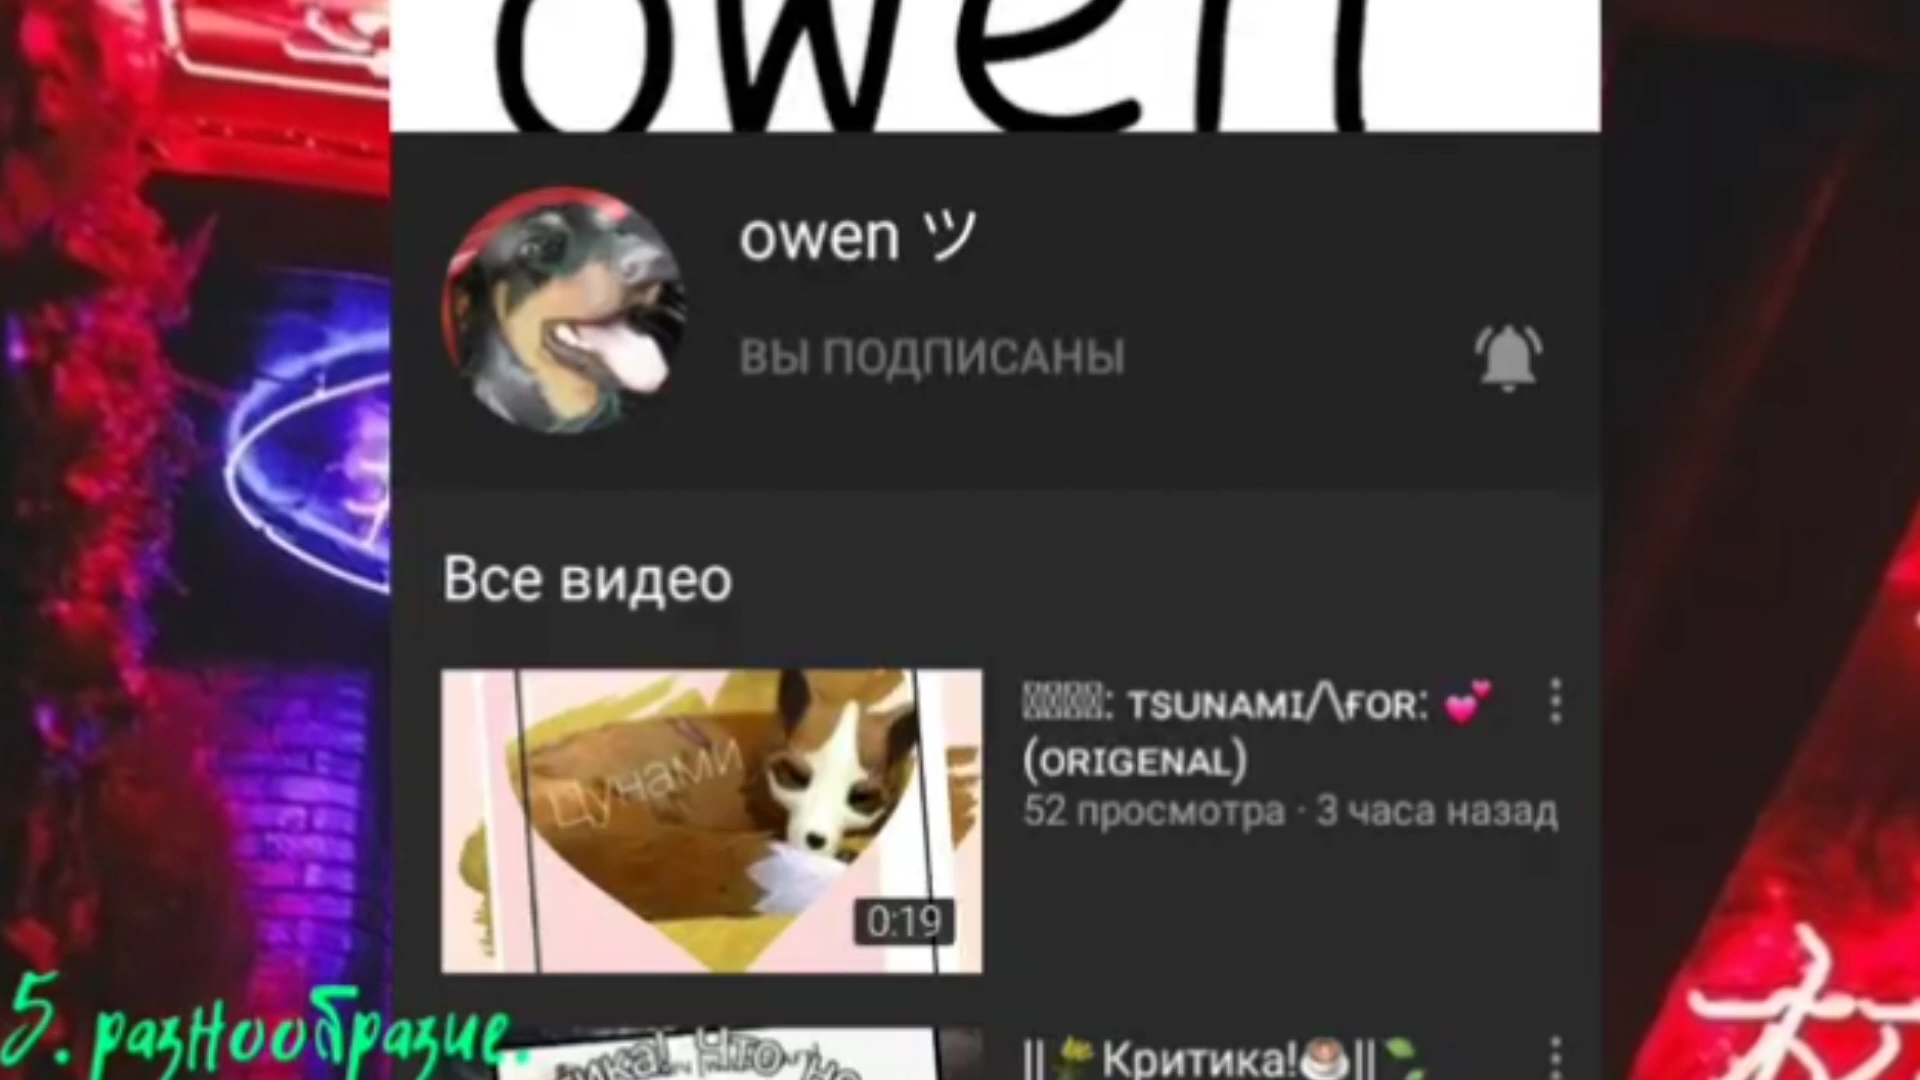 owen
owen ツ
ВЫ ПОДПИСАНЫ
Все видео
Цунами
0:19
: TSUNAMI/\FOR: 💕
(ORIGENAL)
52 просмотра · 3 часа назад
5. разнообразие.
Что
|| Критика!☕||